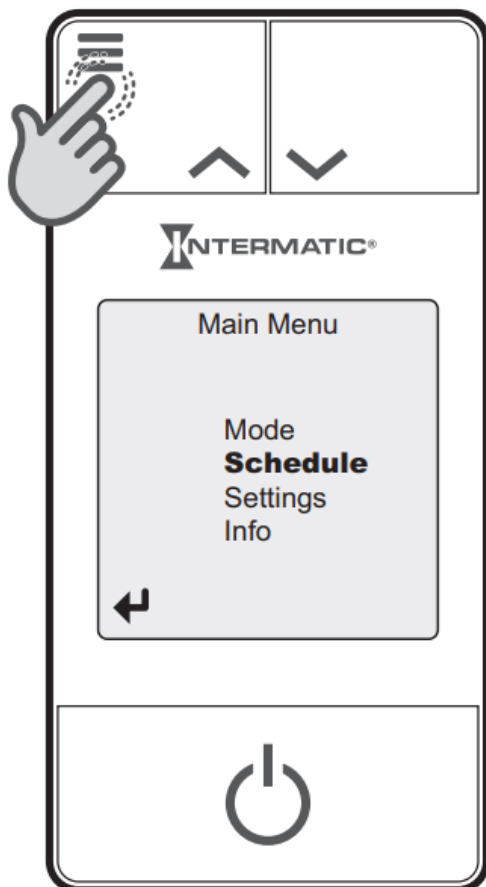 INTERMATIC®
Main Menu
Mode
Schedule
Settings
Info